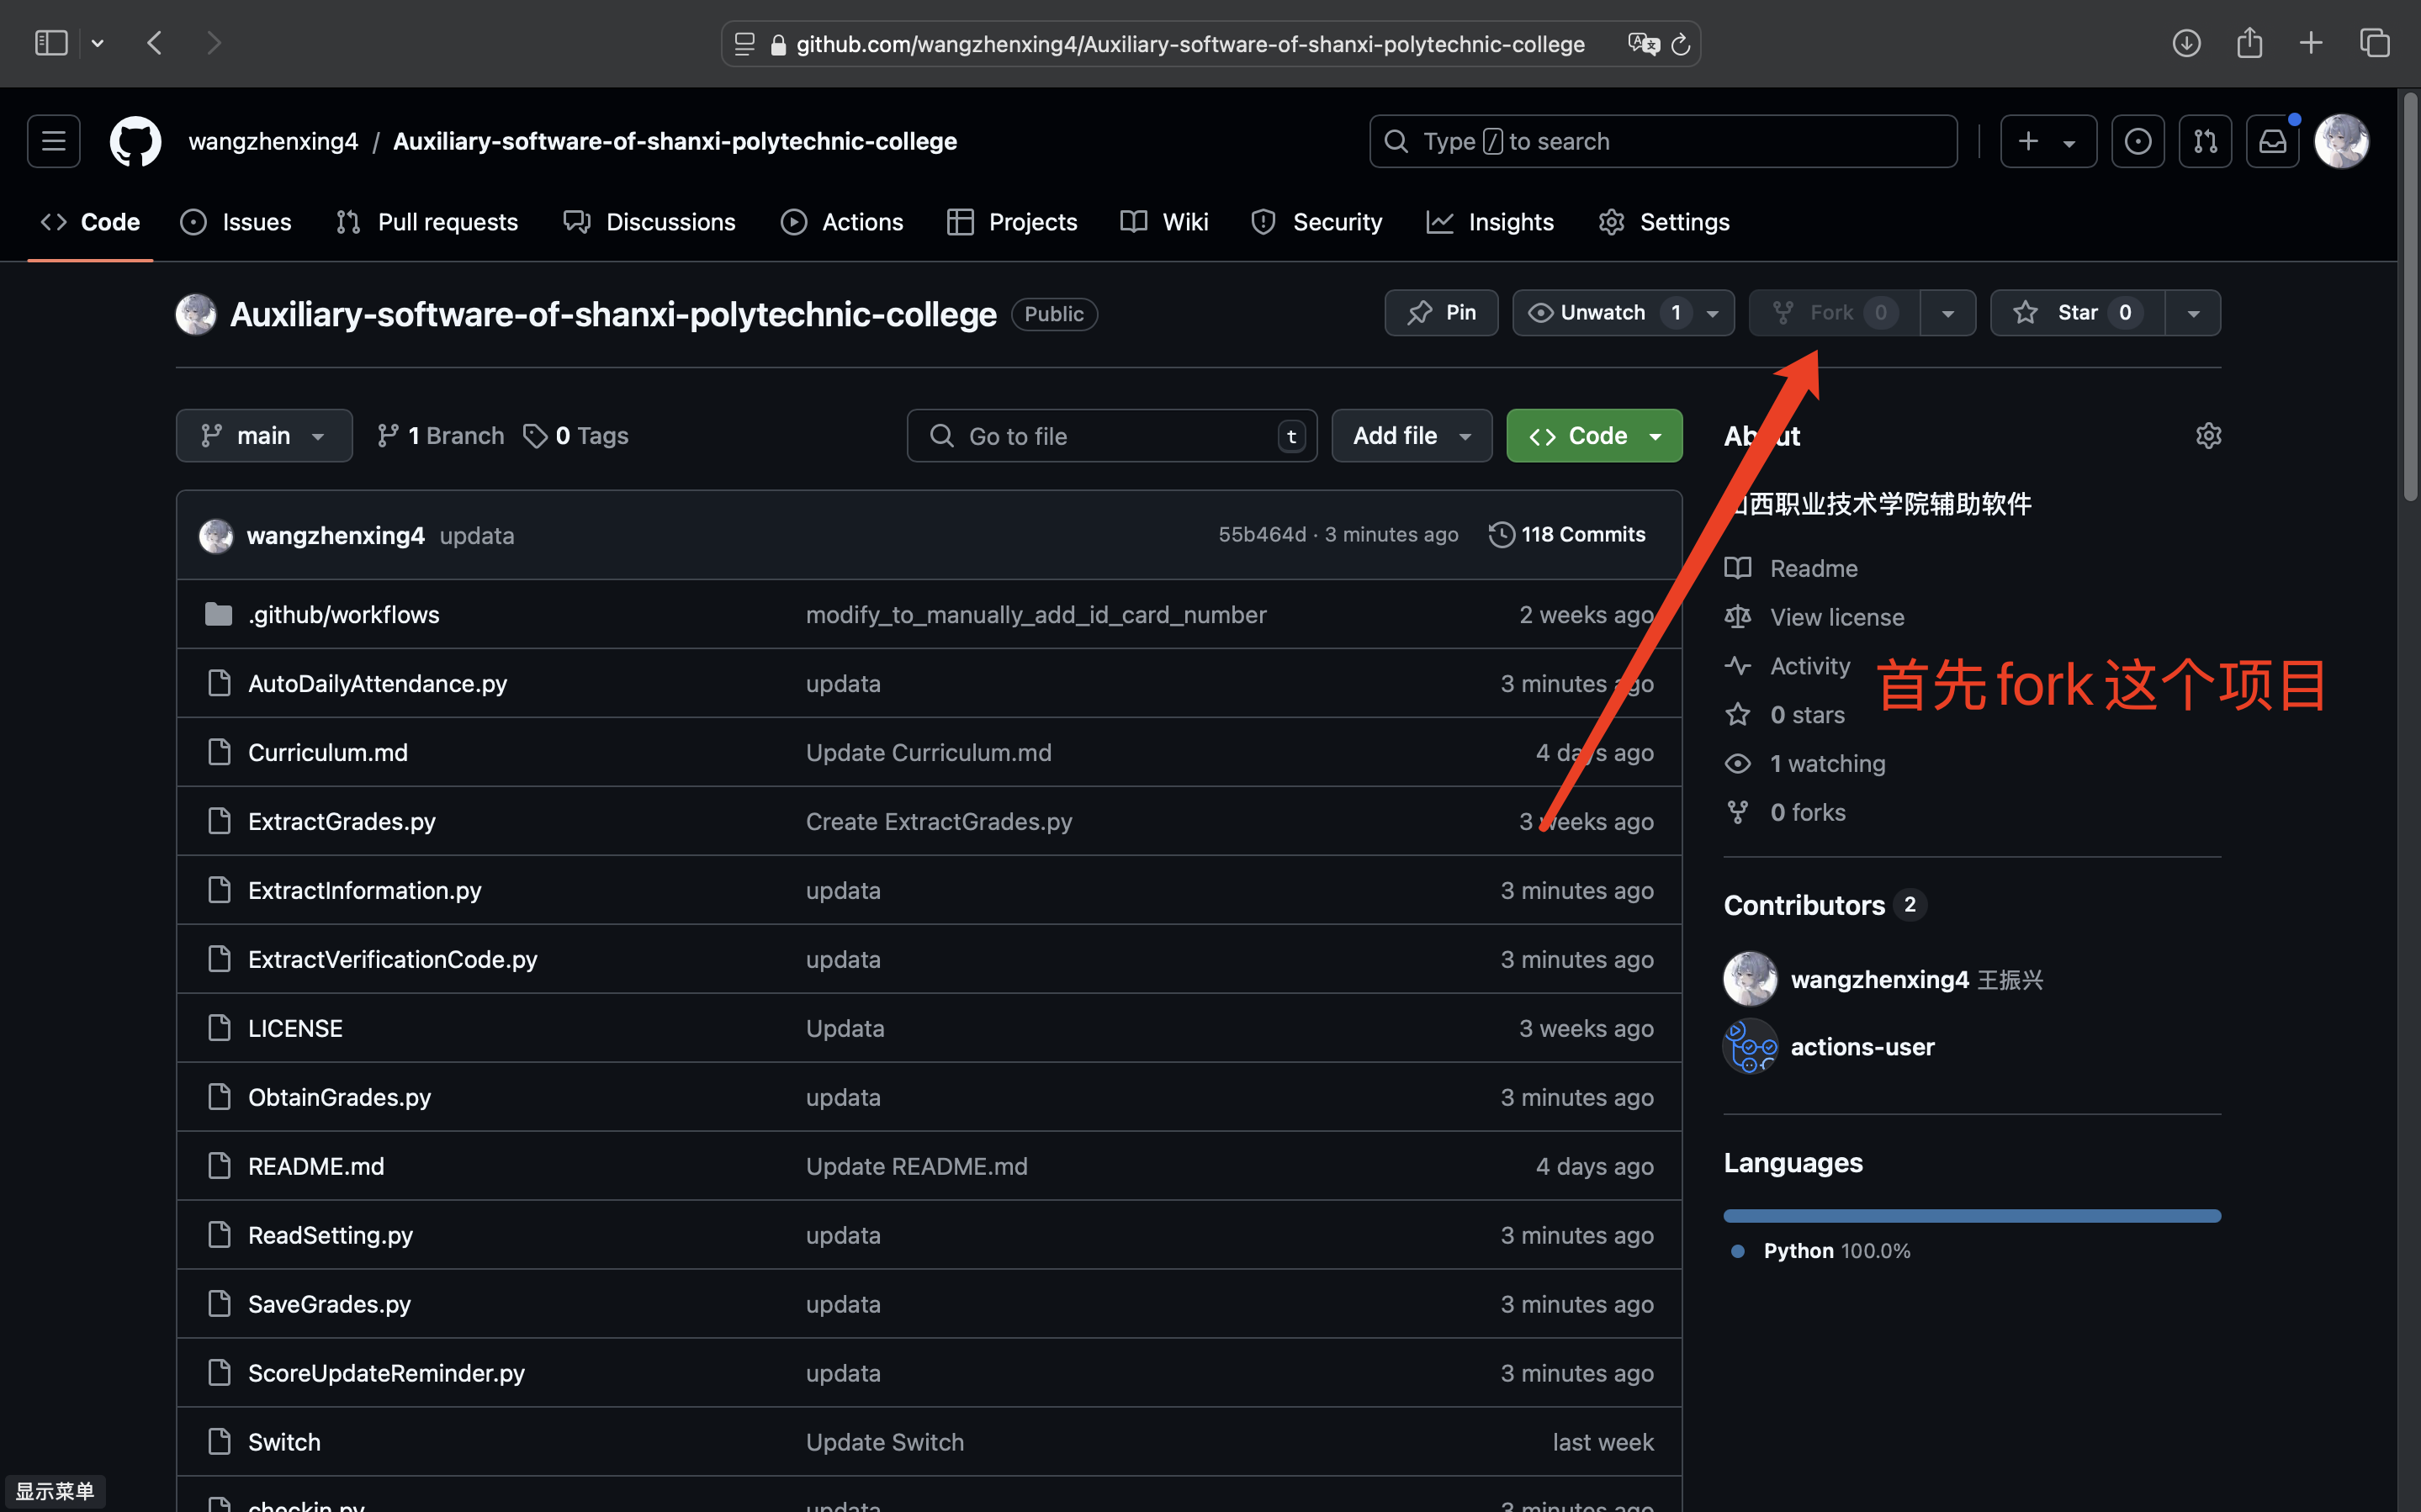 github.com/wangzhenxing4/Auxiliary-software-of-shanxi-polytechnic-college
wangzhenxing4 / Auxiliary-software-of-shanxi-polytechnic-college
Type / to search
Code Issues Pull requests Discussions Actions Projects Wiki Security Insights Settings
Auxiliary-software-of-shanxi-polytechnic-college Public
Pin Unwatch 1 Fork 0 Star 0
main 1 Branch 0 Tags Go to file t Add file Code
wangzhenxing4 updata 55b464d · 3 minutes ago 118 Commits
.github/workflows modify_to_manually_add_id_card_number 2 weeks ago
AutoDailyAttendance.py updata 3 minutes ago
Curriculum.md Update Curriculum.md 4 days ago
ExtractGrades.py Create ExtractGrades.py 3 weeks ago
ExtractInformation.py updata 3 minutes ago
ExtractVerificationCode.py updata 3 minutes ago
LICENSE Updata 3 weeks ago
ObtainGrades.py updata 3 minutes ago
README.md Update README.md 4 days ago
ReadSetting.py updata 3 minutes ago
SaveGrades.py updata 3 minutes ago
ScoreUpdateReminder.py updata 3 minutes ago
Switch Update Switch last week
checkin.py updata 3 minutes ago
About
山西职业技术学院辅助软件
Readme
View license
Activity
首先fork这个项目
0 stars
1 watching
0 forks
Contributors 2
wangzhenxing4 王振兴
actions-user
Languages
Python 100.0%
显示菜单